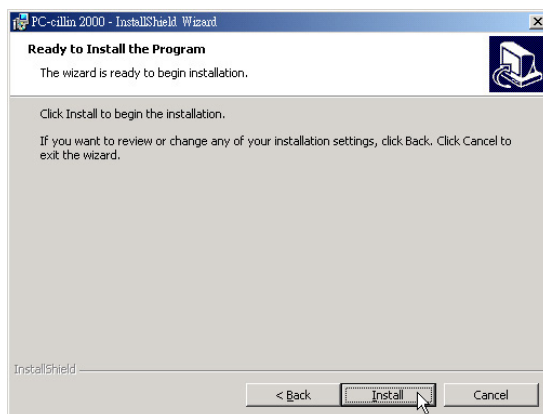 PC-cillin 2000 - InstallShield Wizard
Ready to Install the Program
The wizard is ready to begin installation.
Click Install to begin the installation.
If you want to review or change any of your installation settings, click Back. Click Cancel to
exit the wizard.
InstallShield
< Back
Install
Cancel